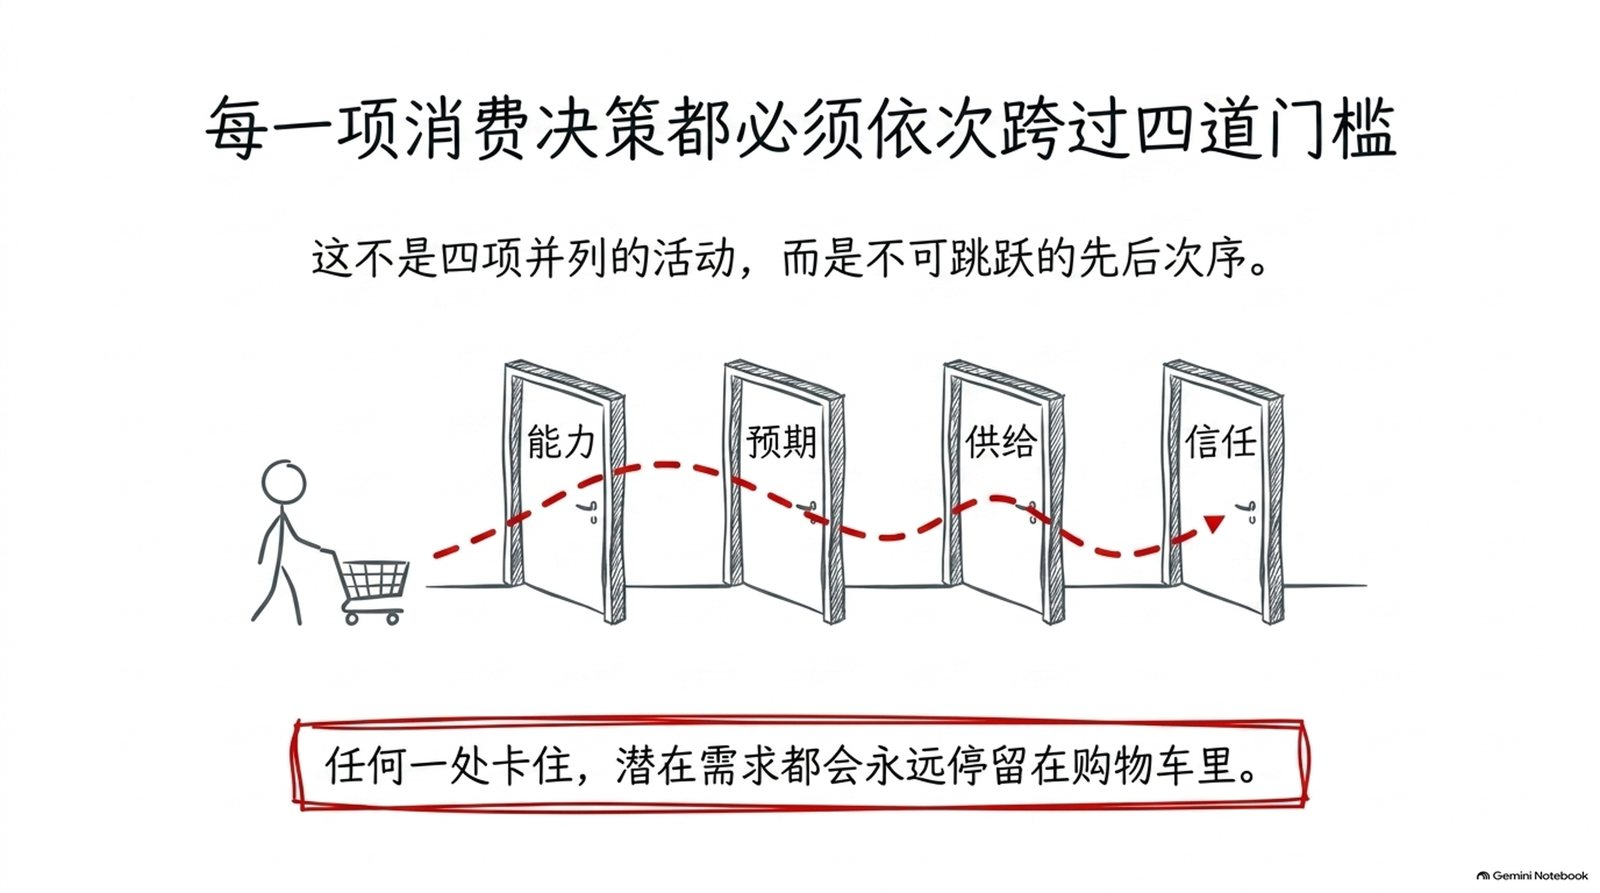 每一项消费决策都必须依次跨过四道门槛
这不是四项并列的活动，而是不可跳跃的先后次序。
能力
预期
供给
信任
任何一处卡住，潜在需求都会永远停留在购物车里。
Gemini Notebook